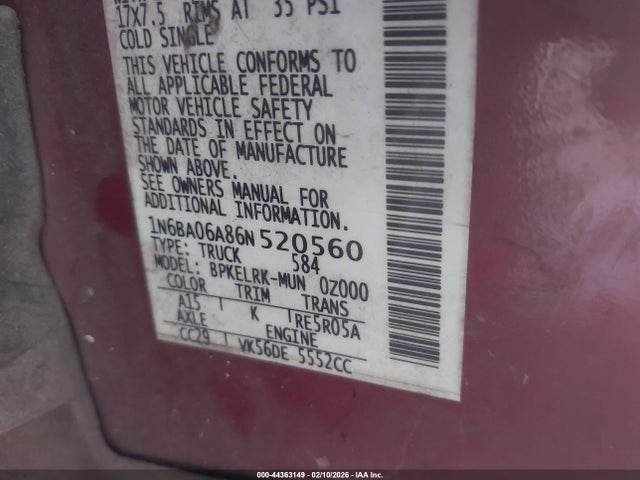 17X7.5 RIMS AT 35 PSI
COLD SINGLE
THIS VEHICLE CONFORMS TO
ALL APPLICABLE FEDERAL
MOTOR VEHICLE SAFETY
STANDARDS IN EFFECT ON
THE DATE OF MANUFACTURE
SHOWN ABOVE.
SEE OWNERS MANUAL FOR
ADDITIONAL INFORMATION.
1N6BA06A86N520560
TYPE: TRUCK 584
MODEL: BPKELRK-MUN 0Z000
COLOR TRIM TRANS
A15 K RE5R05A
AXLE ENGINE
CC29 VK56DE 5552CC
000-44363149 - 02/10/2026 - IAA Inc.